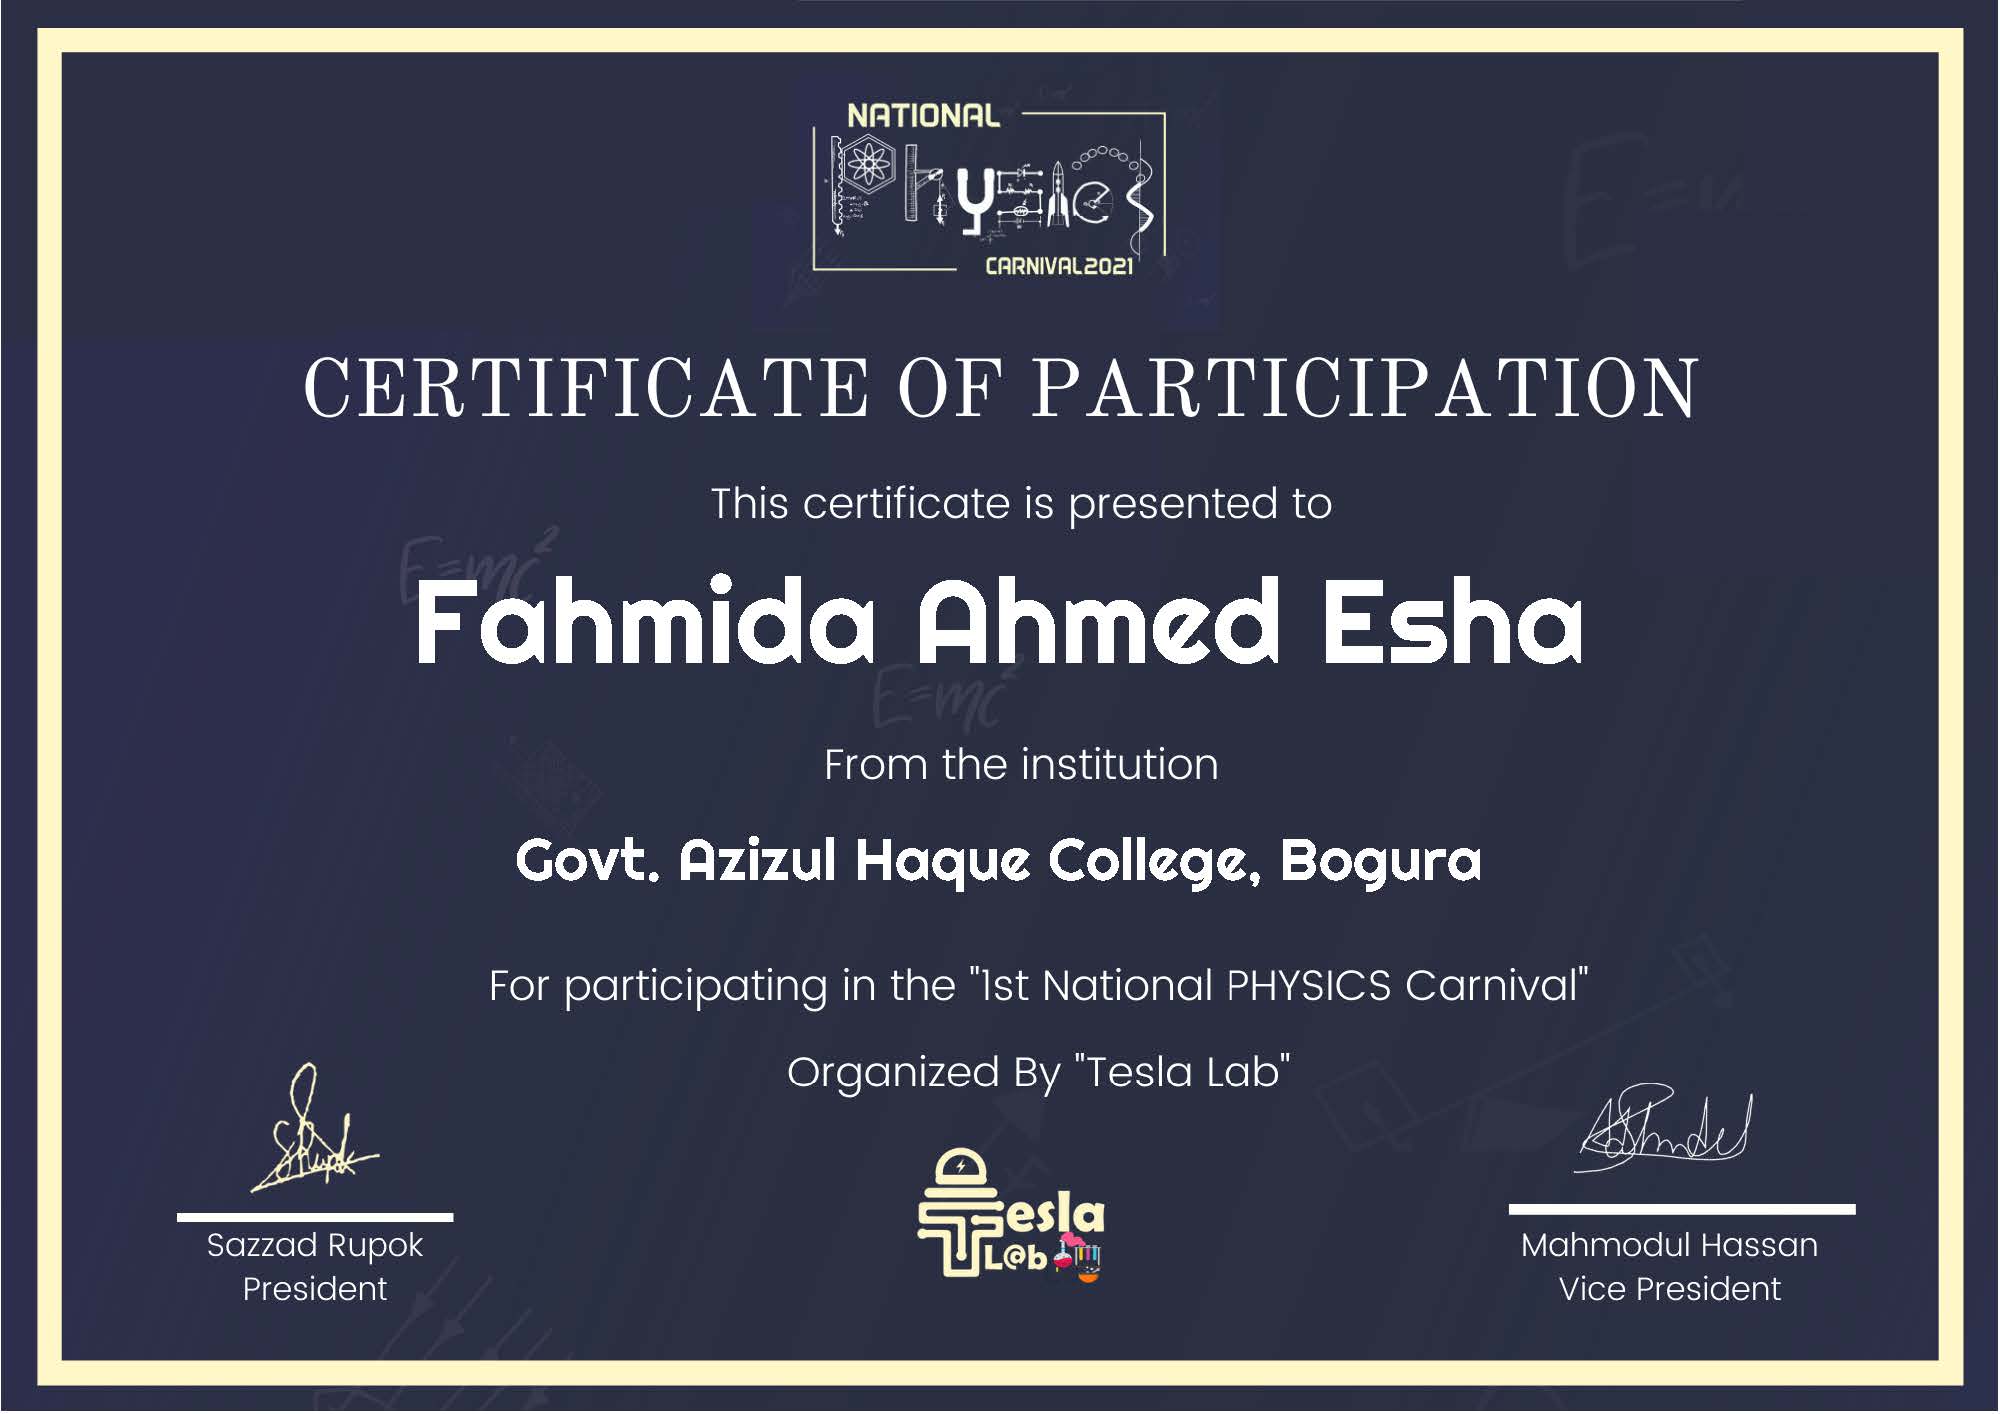 NATIONAL
Physics
CARNIVAL2021
CERTIFICATE OF PARTICIPATION
This certificate is presented to
E=mc²
Fahmida Ahmed Esha
E=mc²
From the institution
Govt. Azizul Haque College, Bogura
For participating in the "1st National PHYSICS Carnival"
Organized By "Tesla Lab"
Tesla
L@b
Sazzad Rupok
President
Mahmodul Hassan
Vice President